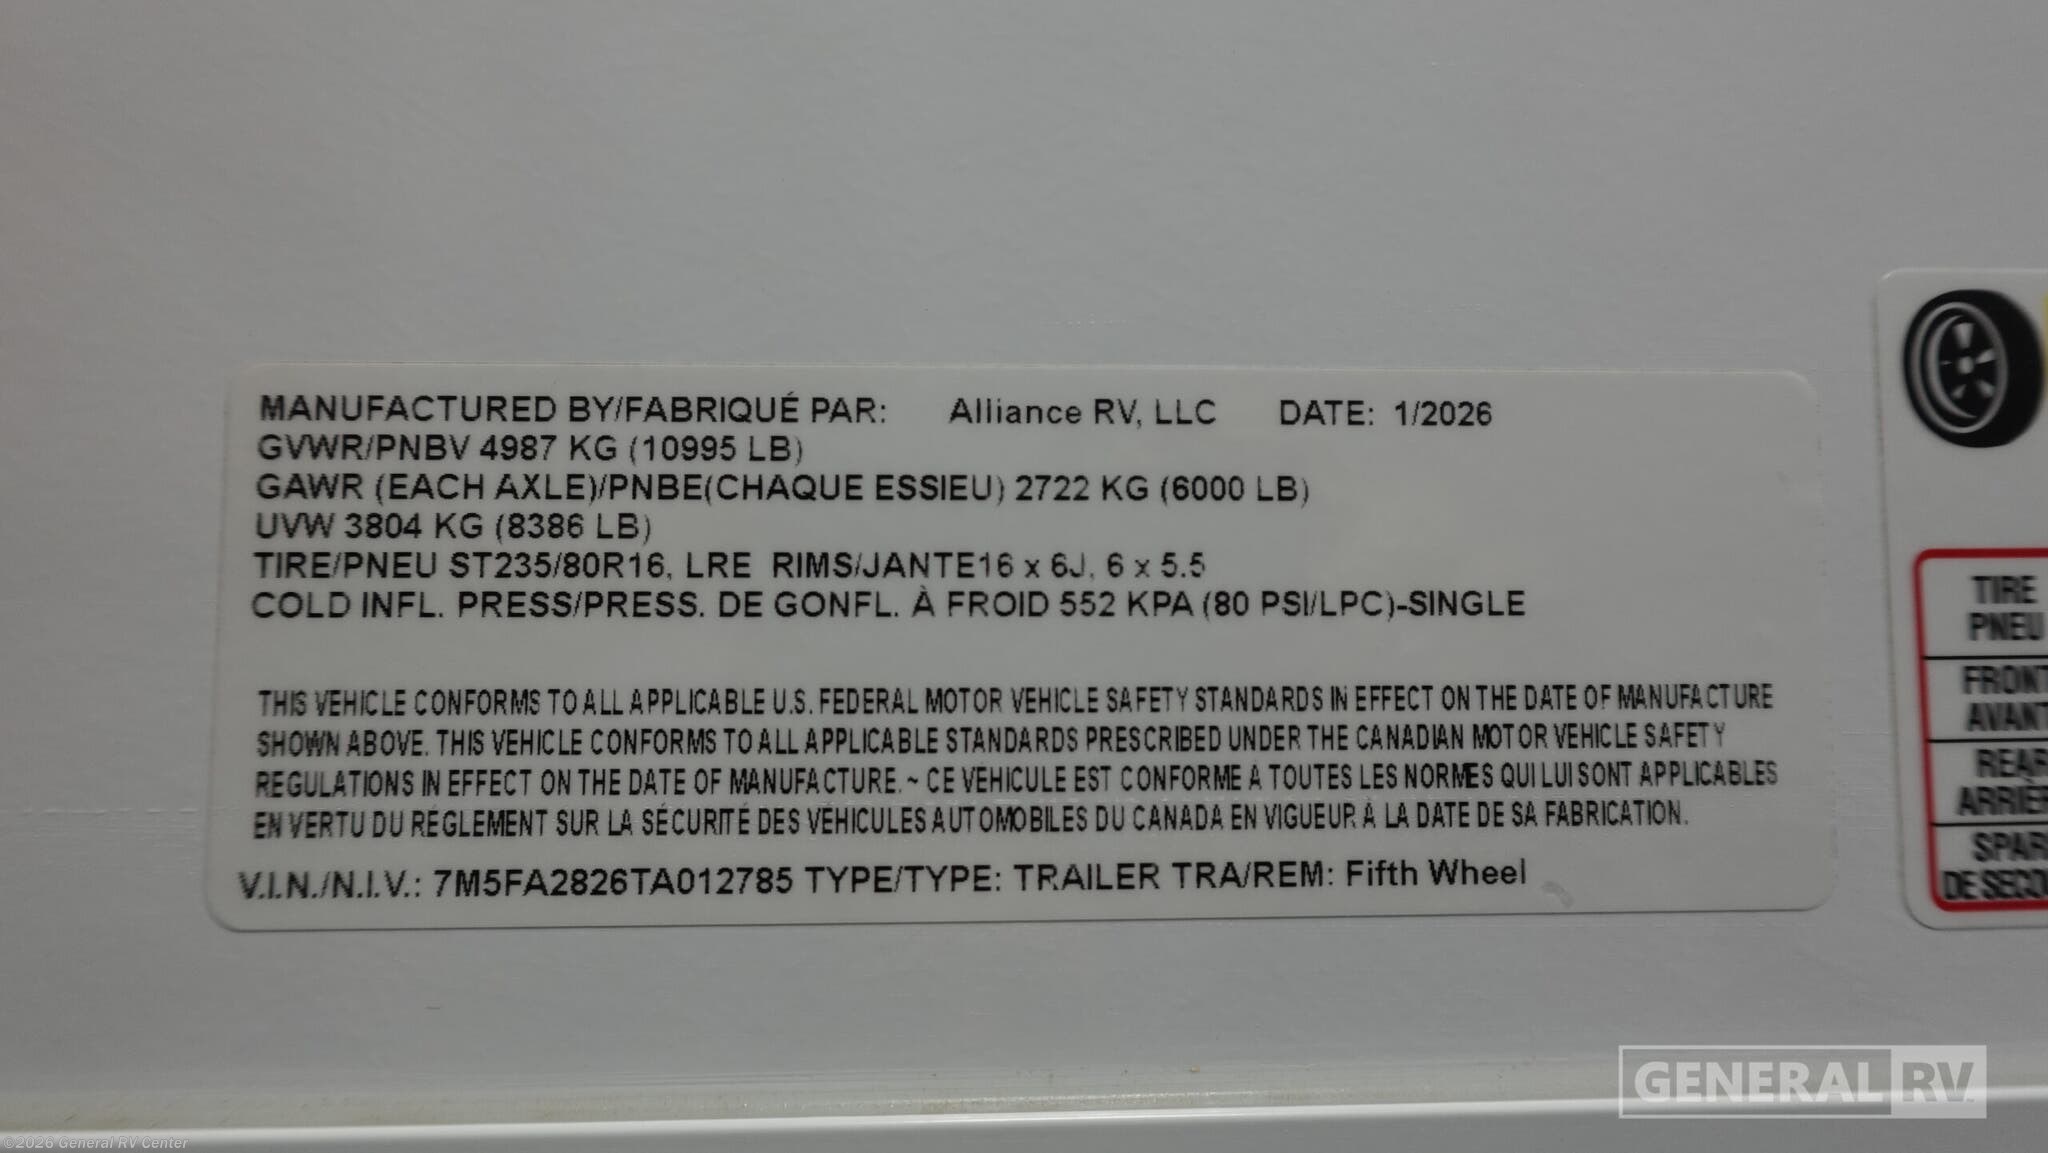 MANUFACTURED BY/FABRIQUÉ PAR: Alliance RV, LLC DATE: 1/2026
GVWR/PNBV 4987 KG (10995 LB)
GAWR (EACH AXLE)/PNBE(CHAQUE ESSIEU) 2722 KG (6000 LB)
UVW 3804 KG (8386 LB)
TIRE/PNEU ST235/80R16, LRE RIMS/JANTE16 x 6J, 6 x 5.5
COLD INFL. PRESS/PRESS. DE GONFL. À FROID 552 KPA (80 PSI/LPC)-SINGLE
THIS VEHICLE CONFORMS TO ALL APPLICABLE U.S. FEDERAL MOTOR VEHICLE SAFETY STANDARDS IN EFFECT ON THE DATE OF MANUFACTURE
SHOWN ABOVE. THIS VEHICLE CONFORMS TO ALL APPLICABLE STANDARDS PRESCRIBED UNDER THE CANADIAN MOTOR VEHICLE SAFETY
REGULATIONS IN EFFECT ON THE DATE OF MANUFACTURE. ~ CE VÉHICULE EST CONFORME À TOUTES LES NORMES QUI LUI SONT APPLICABLES
EN VERTU DU RÉGLEMENT SUR LA SÉCURITÉ DES VÉHICULES AUTOMOBILES DU CANADA EN VIGUEUR À LA DATE DE SA FABRICATION.
V.I.N./N.I.V.: 7M5FA2826TA012785 TYPE/TYPE: TRAILER TRA/REM: Fifth Wheel
TIRE
PNEU
FRONT
AVANT
REAR
ARRIÈR
SPAR
DE SECO
GENERAL RV
©2026 General RV Center